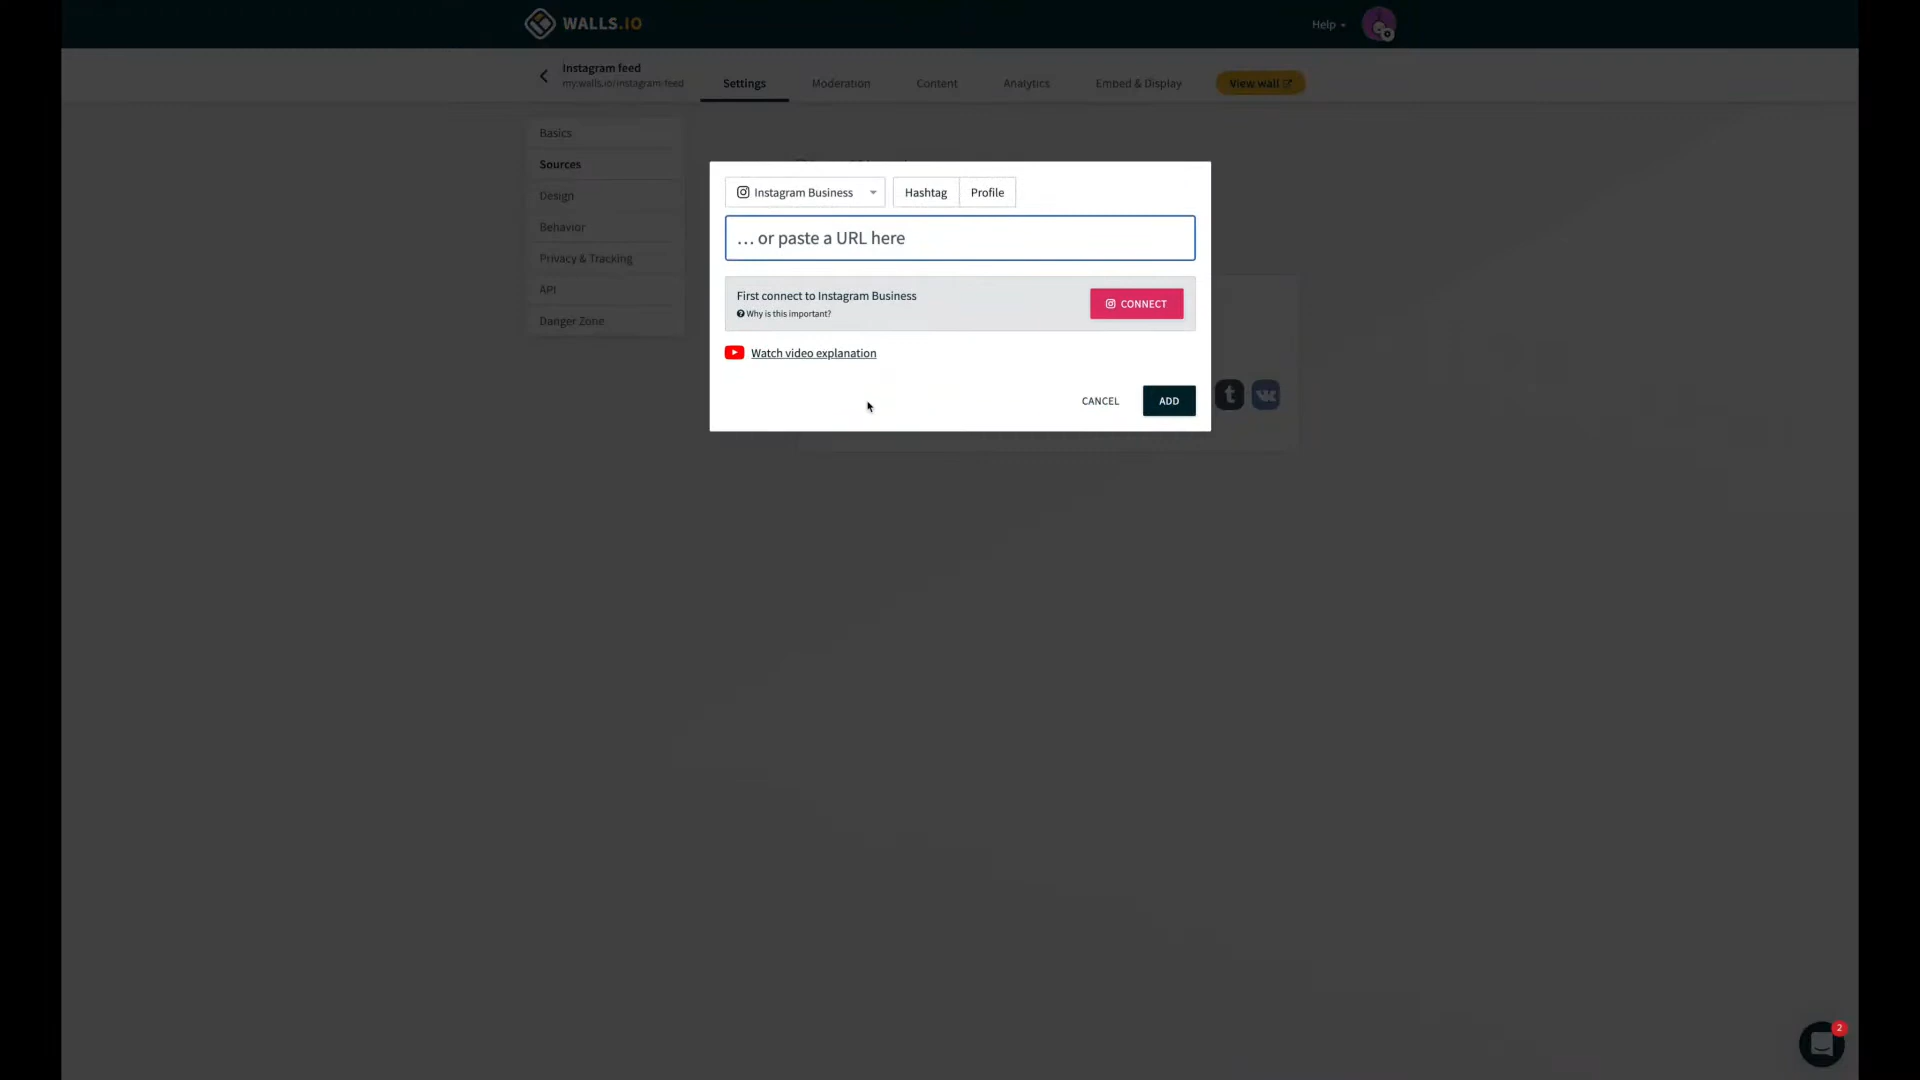 WALLS.IO
Help
Instagram feed
my.walls.io/instagram-feed
Settings
Moderation
Content
Analytics
Embed & Display
View wall
Basics
Sources
Design
Behavior
Privacy & Tracking
API
Danger Zone
Instagram Business
Hashtag
Profile
... or paste a URL here
First connect to Instagram Business
Why is this important?
CONNECT
Watch video explanation
CANCEL
ADD
2